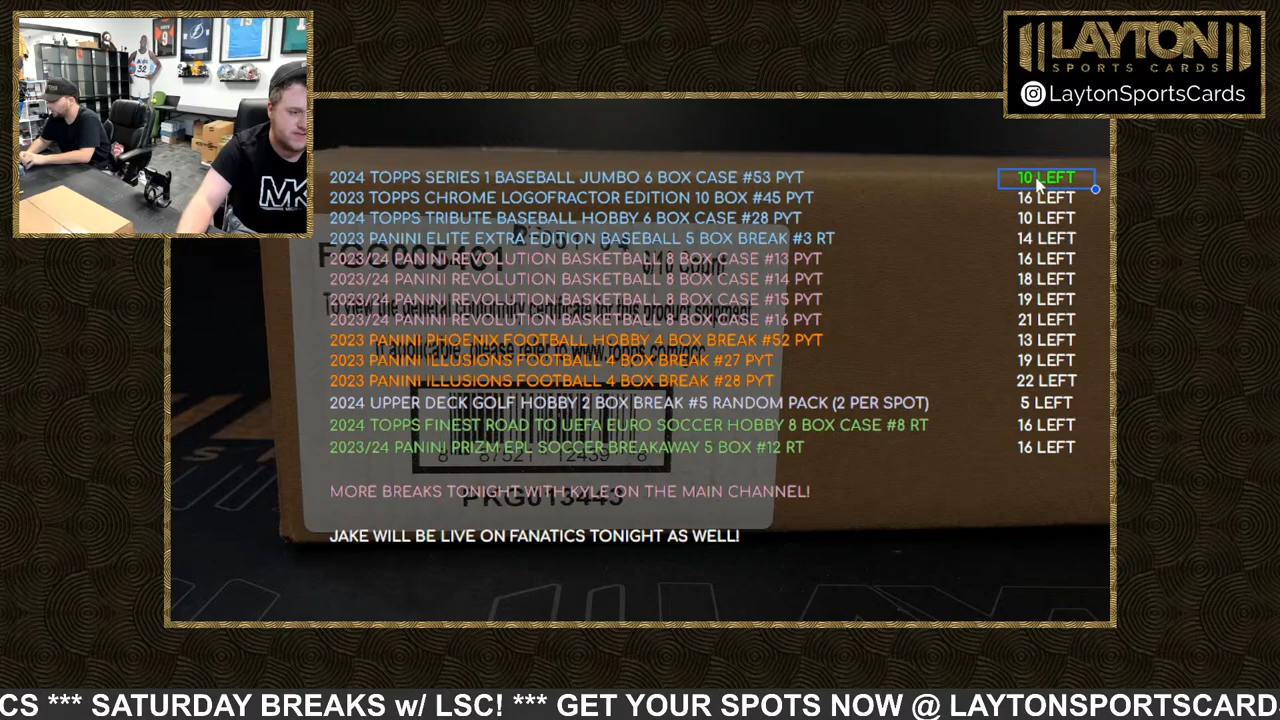 LAYTON
SPORTS CARDS
LaytonSportsCards
MK
2024 TOPPS SERIES 1 BASEBALL JUMBO 6 BOX CASE #53 PYT 10 LEFT
2023 TOPPS CHROME LOGOFRACTOR EDITION 10 BOX #45 PYT 16 LEFT
2024 TOPPS TRIBUTE BASEBALL HOBBY 6 BOX CASE #28 PYT 10 LEFT
2023 PANINI ELITE EXTRA EDITION BASEBALL 5 BOX BREAK #3 RT 14 LEFT
2023/24 PANINI REVOLUTION BASKETBALL 8 BOX CASE #13 PYT 16 LEFT
2023/24 PANINI REVOLUTION BASKETBALL 8 BOX CASE #14 PYT 18 LEFT
2023/24 PANINI REVOLUTION BASKETBALL 8 BOX CASE #15 PYT 19 LEFT
2023/24 PANINI REVOLUTION BASKETBALL 8 BOX CASE #16 PYT 21 LEFT
2023 PANINI PHOENIX FOOTBALL HOBBY 4 BOX BREAK #52 PYT 13 LEFT
2023 PANINI ILLUSIONS FOOTBALL 4 BOX BREAK #27 PYT 19 LEFT
2023 PANINI ILLUSIONS FOOTBALL 4 BOX BREAK #28 PYT 22 LEFT
2024 UPPER DECK GOLF HOBBY 2 BOX BREAK #5 RANDOM PACK (2 PER SPOT) 5 LEFT
2024 TOPPS FINEST ROAD TO UEFA EURO SOCCER HOBBY 8 BOX CASE #8 RT 16 LEFT
2023/24 PANINI PRIZM EPL SOCCER BREAKAWAY 5 BOX #12 RT 16 LEFT
MORE BREAKS TONIGHT WITH KYLE ON THE MAIN CHANNEL!
PKG013443
JAKE WILL BE LIVE ON FANATICS TONIGHT AS WELL!
CS *** SATURDAY BREAKS w/ LSC! *** GET YOUR SPOTS NOW @ LAYTONSPORTSCARDS